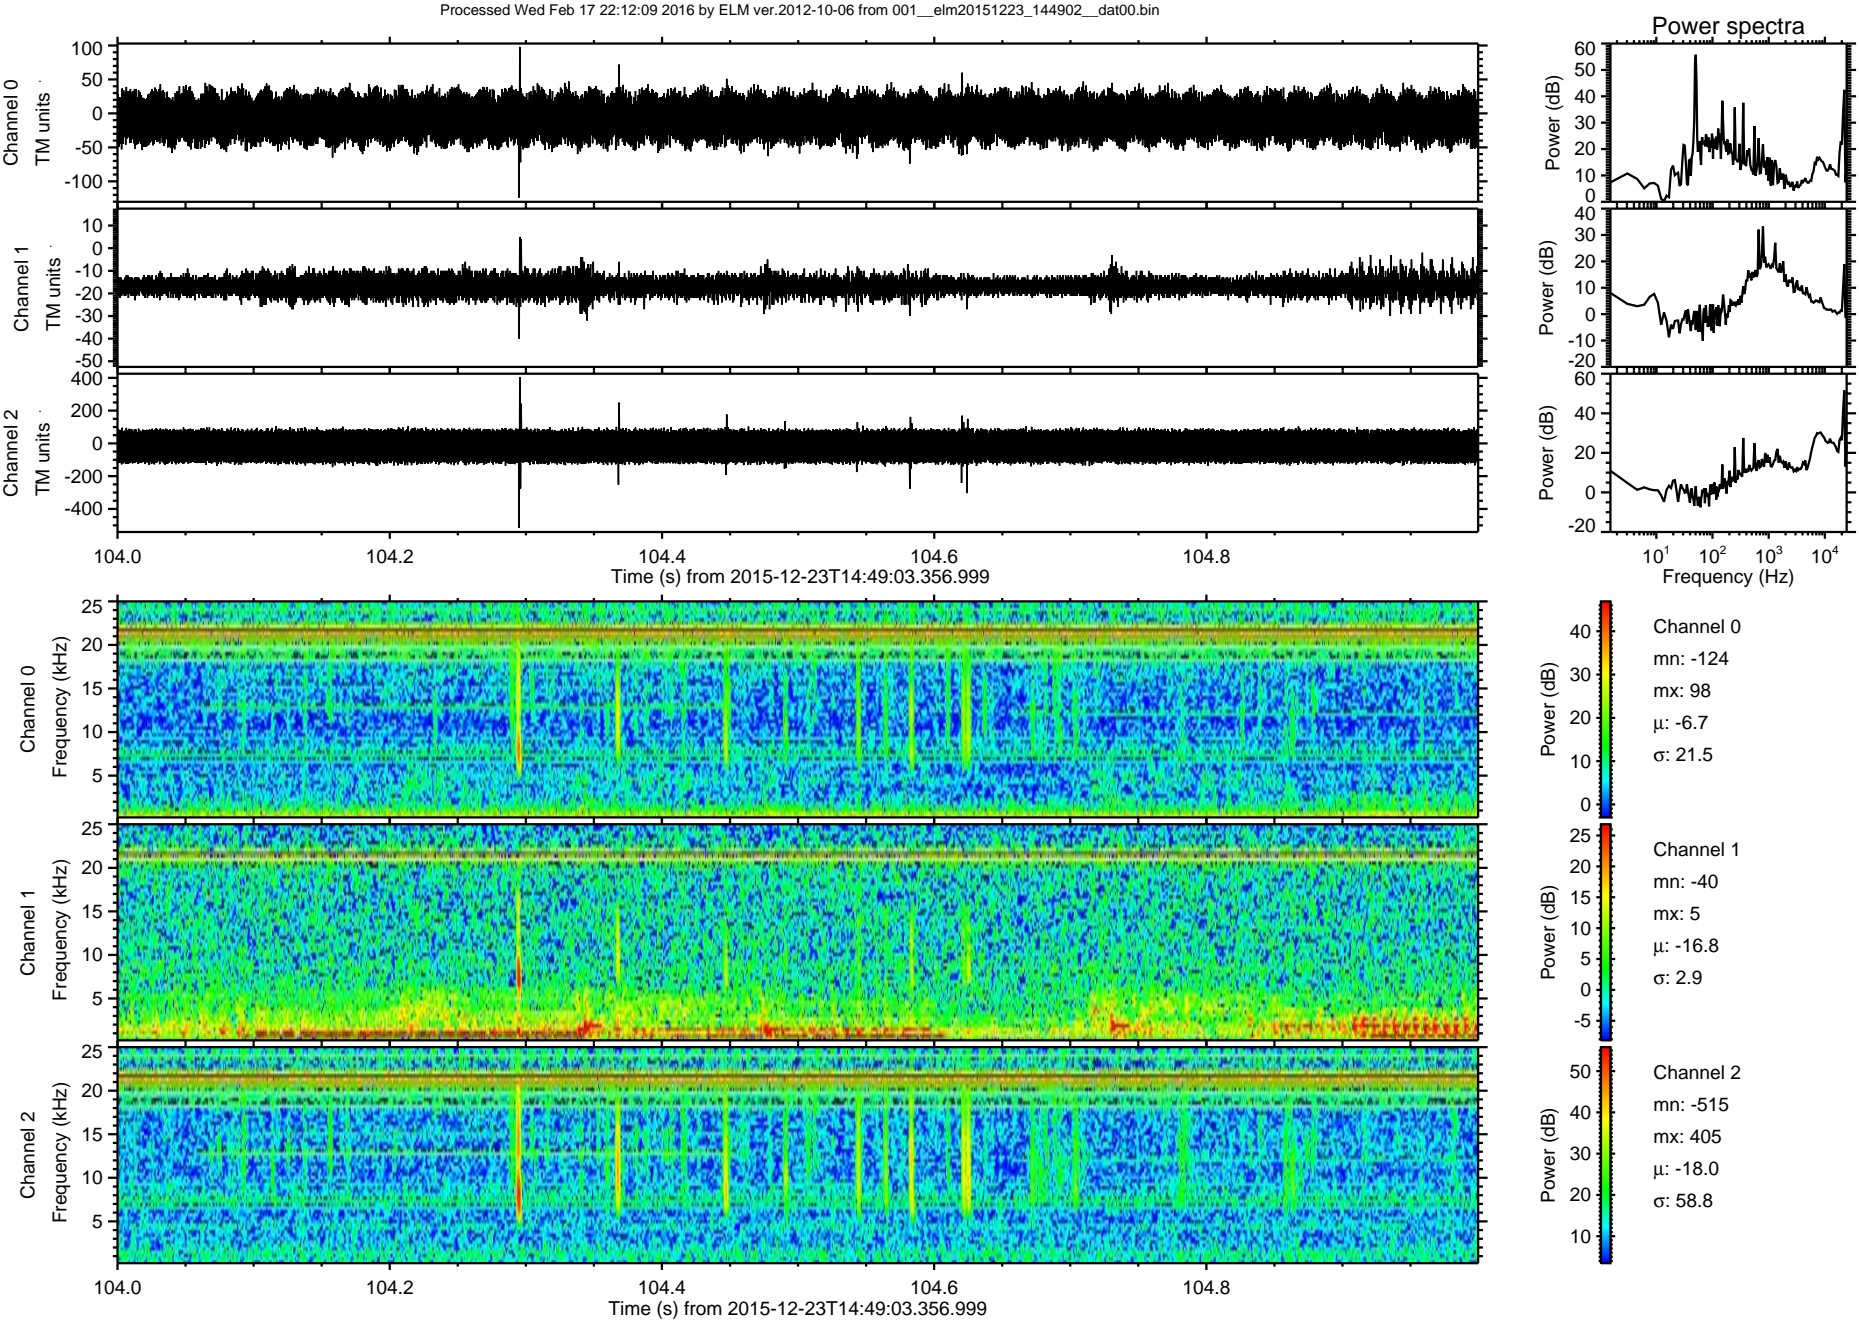 Processed Wed Feb 17 22:12:09 2016 by ELM ver.2012-10-06 from 001__elm20151223_144902__dat00.bin
Power spectra
Channel 0
TM units
100
50
0
-50
-100
Power (dB)
60
50
40
30
20
10
0
Channel 1
TM units
10
0
-10
-20
-30
-40
-50
Power (dB)
40
30
20
10
0
-10
-20
Channel 2
TM units
400
200
0
-200
-400
Power (dB)
60
40
20
0
-20
104.0 104.2 104.4 104.6 104.8
Time (s) from 2015-12-23T14:49:03.356.999
10¹ 10² 10³ 10⁴
Frequency (Hz)
Channel 0
Frequency (kHz)
25
20
15
10
5
Power (dB)
40
30
20
10
0
Channel 0
mn: -124
mx: 98
µ: -6.7
σ: 21.5
Channel 1
Frequency (kHz)
25
20
15
10
5
Power (dB)
25
20
15
10
5
0
-5
Channel 1
mn: -40
mx: 5
µ: -16.8
σ: 2.9
Channel 2
Frequency (kHz)
25
20
15
10
5
Power (dB)
50
40
30
20
10
Channel 2
mn: -515
mx: 405
µ: -18.0
σ: 58.8
104.0 104.2 104.4 104.6 104.8
Time (s) from 2015-12-23T14:49:03.356.999